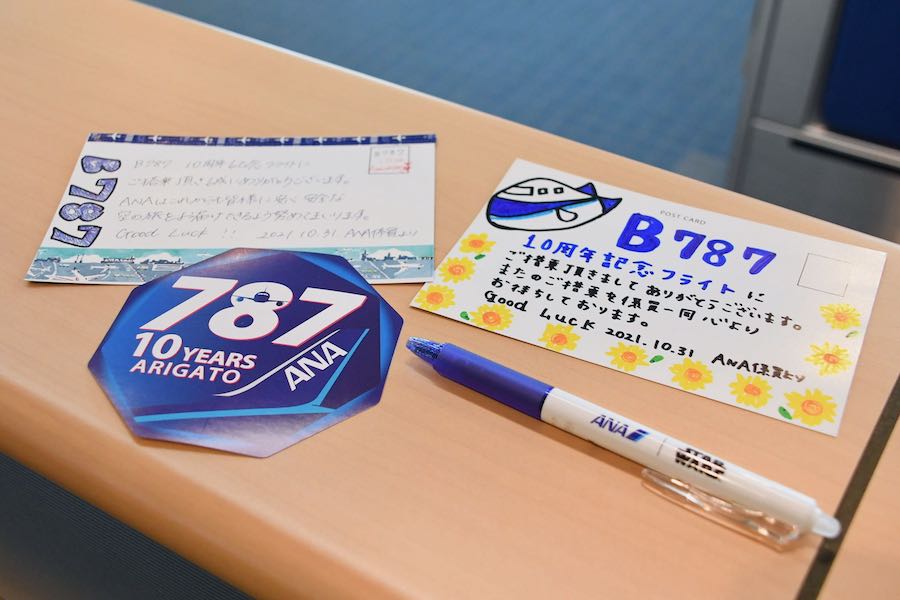 B787
B787 10周年記念フライトに
ご搭乗頂き誠にありがとうございます。
ANAはこれからも皆様に安心、安全な
空の旅をお届けできるよう努めてまいります。
Good Luck !! 2021.10.31 ANA係員より
787
10 YEARS
ARIGATO
ANA
POST CARD
B787
10周年記念フライトに
ご搭乗頂きましてありがとうございます。
またのご搭乗を係員一同心より
お待ちしております。
Good Luck 2021.10.31 ANA係員より
ANA
STAR
WARS